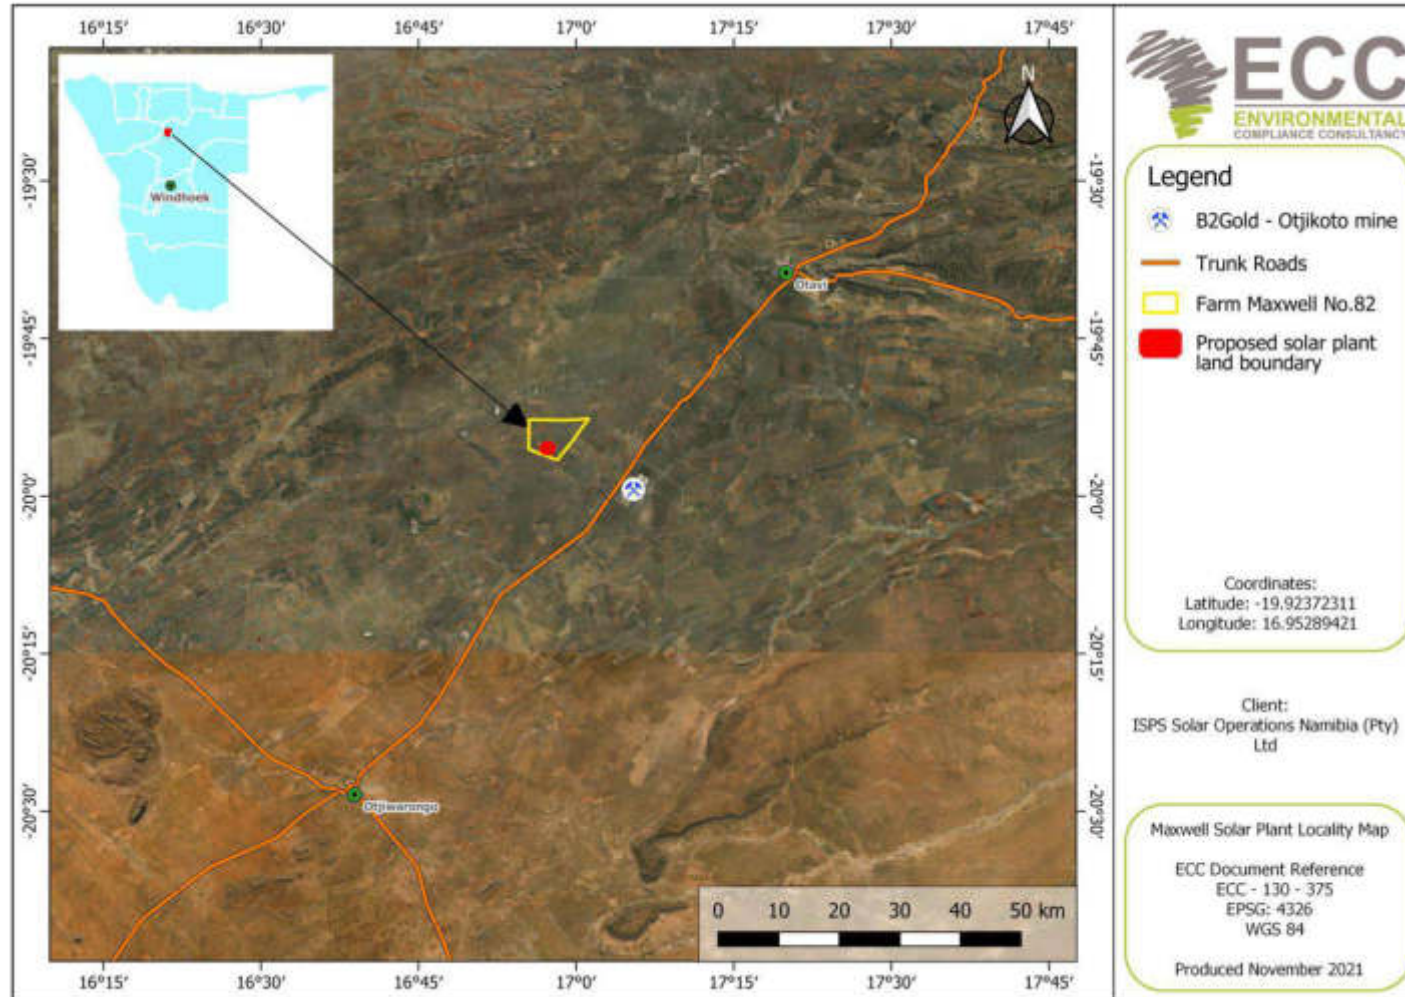 16°15′ 16°30′ 16°45′ 17°0′ 17°15′ 17°30′ 17°45′
Windhoek
N
-19°30′
-19°30′
Otavi
-19°45′
-19°45′
-20°0′
-20°0′
-20°15′
-20°15′
Otjiwarongo
-20°30′
-20°30′
0 10 20 30 40 50 km
16°15′ 16°30′ 16°45′ 17°0′ 17°15′ 17°30′ 17°45′
ECC
ENVIRONMENTAL
COMPLIANCE CONSULTANCY
Legend
B2Gold - Otjikoto mine
Trunk Roads
Farm Maxwell No.82
Proposed solar plant
land boundary
Coordinates:
Latitude: -19.92372311
Longitude: 16.95289421
Client:
ISPS Solar Operations Namibia (Pty)
Ltd
Maxwell Solar Plant Locality Map
ECC Document Reference
ECC - 130 - 375
EPSG: 4326
WGS 84
Produced November 2021